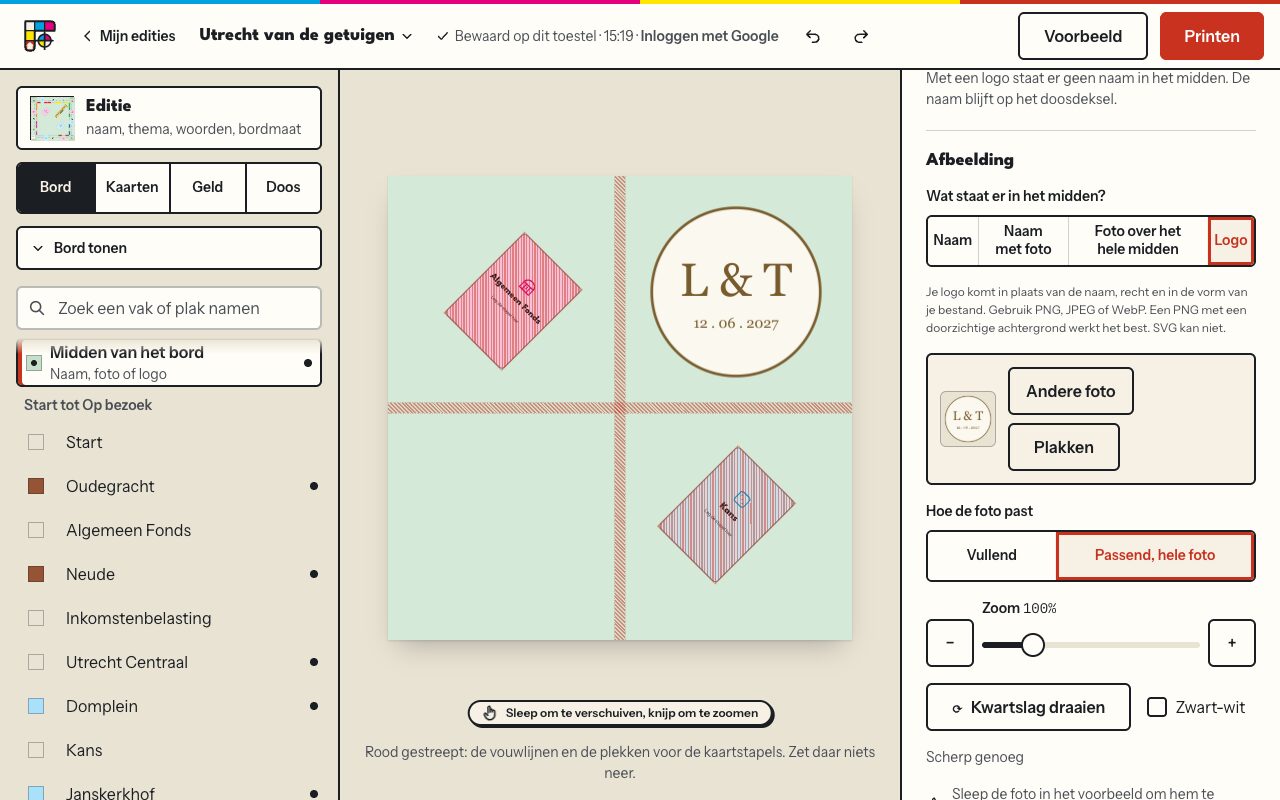 Mijn edities
Utrecht van de getuigen
Bewaard op dit toestel · 15:19 · Inloggen met Google
Voorbeeld
Printen
Editie
naam, thema, woorden, bordmaat
Bord
Kaarten
Geld
Doos
Bord tonen
Zoek een vak of plak namen
Midden van het bord
Naam, foto of logo
Start tot Op bezoek
Start
Oudegracht
Algemeen Fonds
Neude
Inkomstenbelasting
Utrecht Centraal
Domplein
Kans
Janskerkhof
Algemeen Fonds
L & T
12 . 06 . 2027
Kans
Sleep om te verschuiven, knijp om te zoomen
Rood gestreept: de vouwlijnen en de plekken voor de kaartstapels. Zet daar niets
neer.
Met een logo staat er geen naam in het midden. De
naam blijft op het doosdeksel.
Afbeelding
Wat staat er in het midden?
Naam
Naam
met foto
Foto over het
hele midden
Logo
Je logo komt in plaats van de naam, recht en in de vorm van
je bestand. Gebruik PNG, JPEG of WebP. Een PNG met een
doorzichtige achtergrond werkt het best. SVG kan niet.
L & T
Andere foto
Plakken
Hoe de foto past
Vullend
Passend, hele foto
Zoom 100%
−
+
Kwartslag draaien
Zwart-wit
Scherp genoeg
Sleep de foto in het voorbeeld om hem te